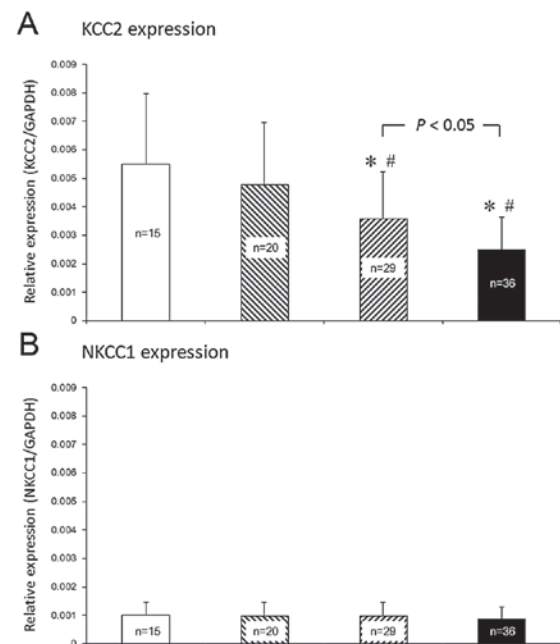 A KCC2 expression
Relative expression (KCC2/GAPDH)
0.009
0.008
0.007
0.006
0.005
0.004
0.003
0.002
0.001
0
P < 0.05
* #
* #
n=15
n=20
n=29
n=36
B NKCC1 expression
Relative expression (NKCC1/GAPDH)
0.009
0.008
0.007
0.006
0.005
0.004
0.003
0.002
0.001
0
n=15
n=20
n=29
n=36